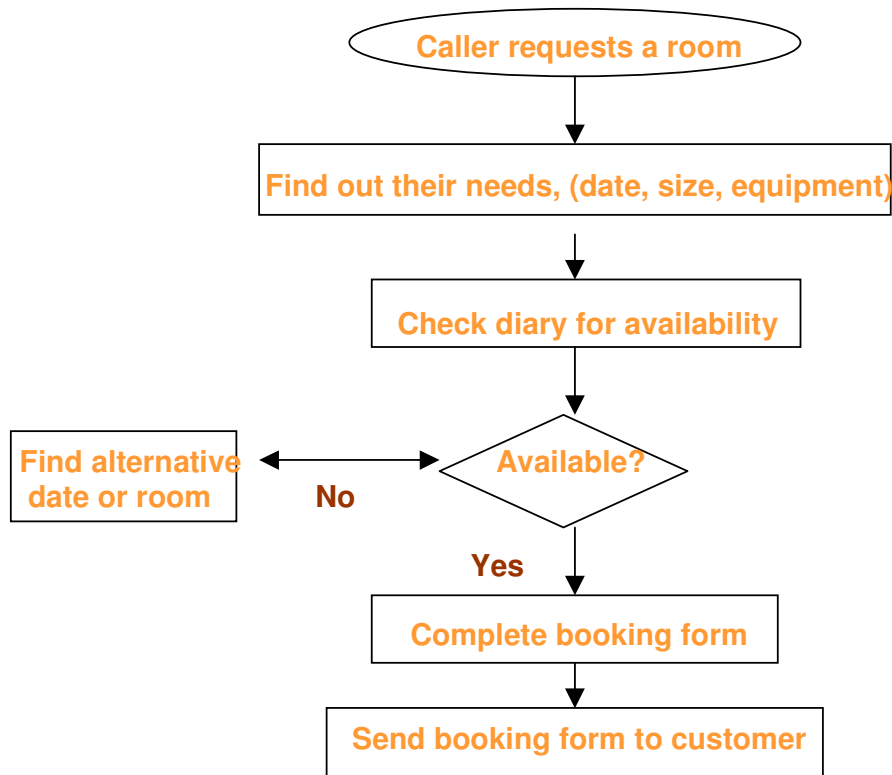 Caller requests a room
Find out their needs, (date, size, equipment)
Check diary for availability
Available?
Find alternative
date or room
No
Yes
Complete booking form
Send booking form to customer